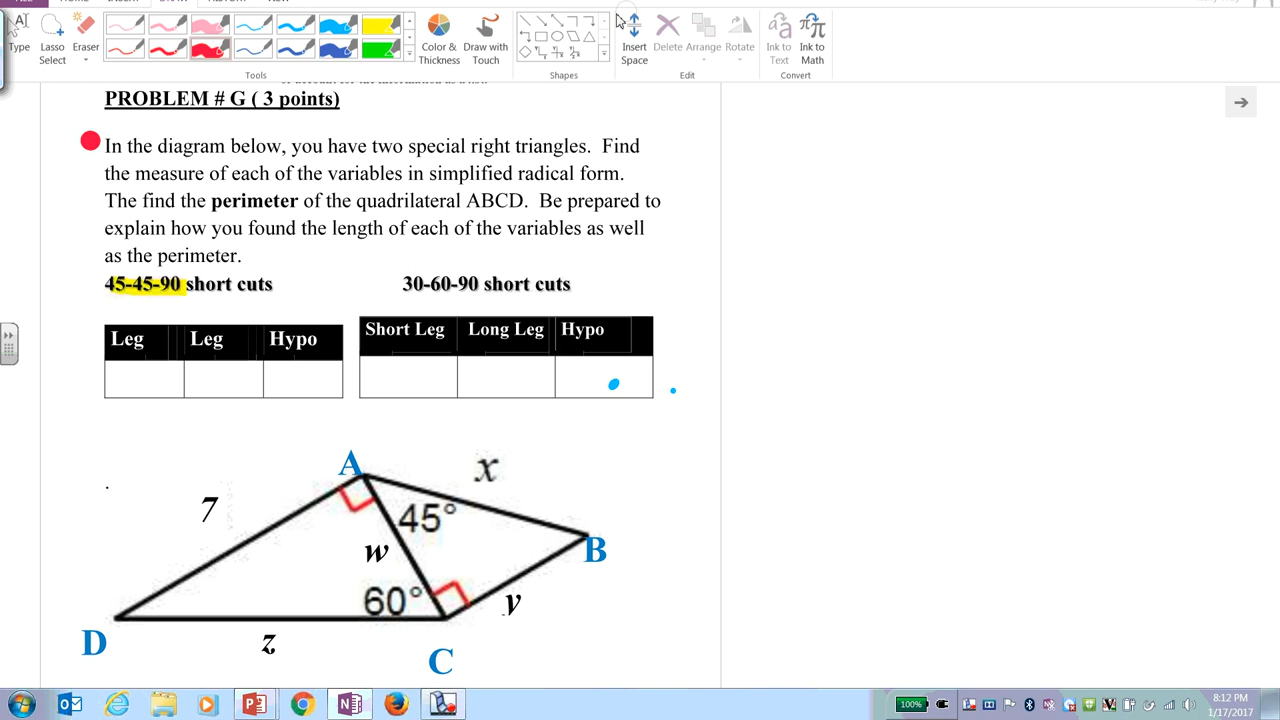 Type
Lasso Select
Eraser
Color & Thickness
Draw with Touch
Insert Space
Delete
Arrange
Rotate
Ink to Text
Ink to Math
Tools
Shapes
Edit
Convert
PROBLEM # G ( 3 points)
In the diagram below, you have two special right triangles. Find
the measure of each of the variables in simplified radical form.
The find the perimeter of the quadrilateral ABCD. Be prepared to
explain how you found the length of each of the variables as well
as the perimeter.
45-45-90 short cuts
30-60-90 short cuts
Leg Leg Hypo
Short Leg Long Leg Hypo
A
x
7
45°
w
B
60°
y
D
z
C
100%
8:12 PM
1/17/2017